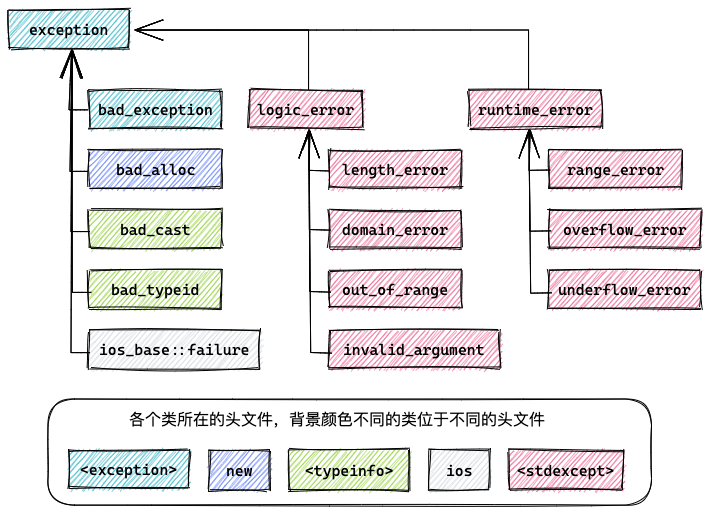 exception
bad_exception
logic_error
runtime_error
bad_alloc
length_error
range_error
bad_cast
domain_error
overflow_error
bad_typeid
out_of_range
underflow_error
ios_base::failure
invalid_argument
各个类所在的头文件，背景颜色不同的类位于不同的头文件
<exception>
new
<typeinfo>
ios
<stdexcept>